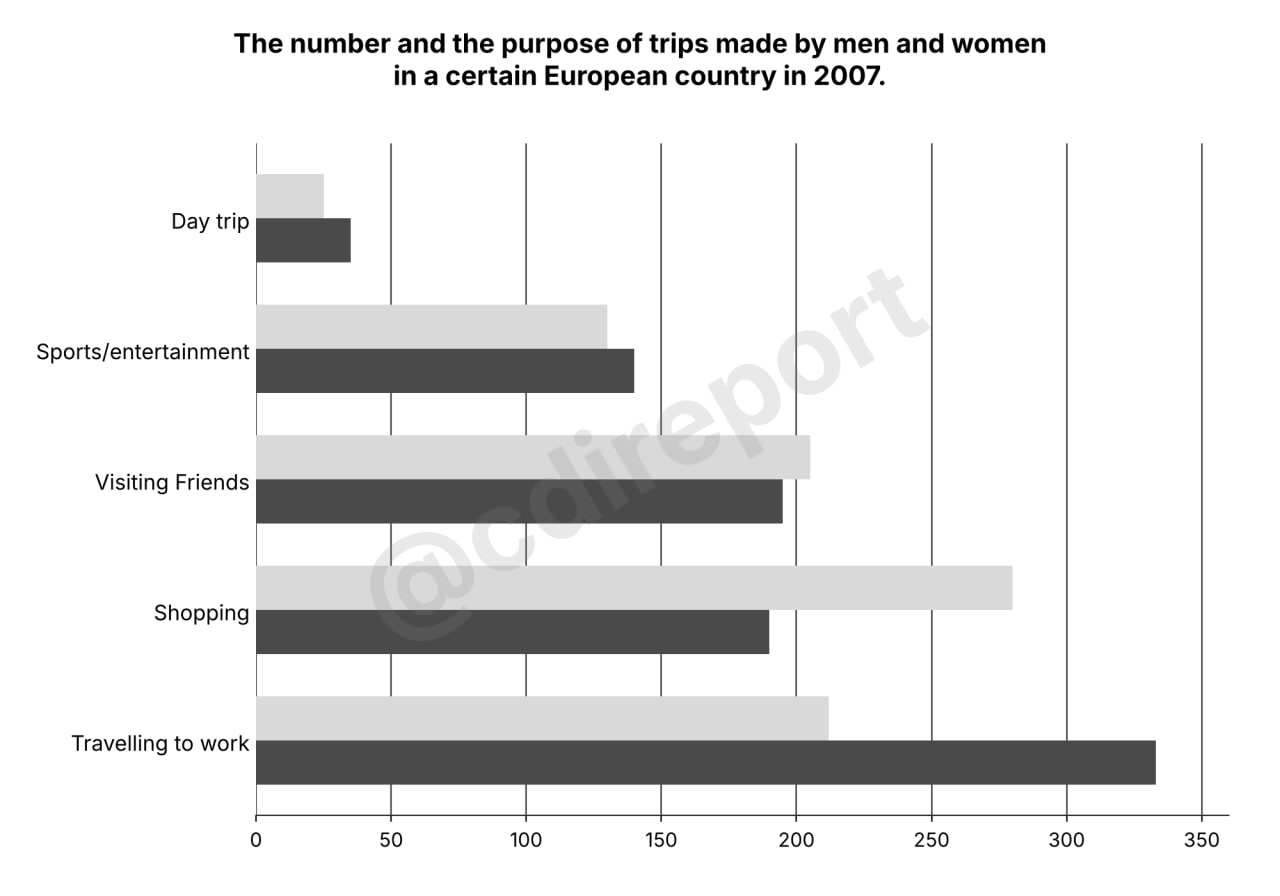 The number and the purpose of trips made by men and women
in a certain European country in 2007.
Day trip
Sports/entertainment
Visiting Friends
Shopping
Travelling to work
0 50 100 150 200 250 300 350
@cdireport